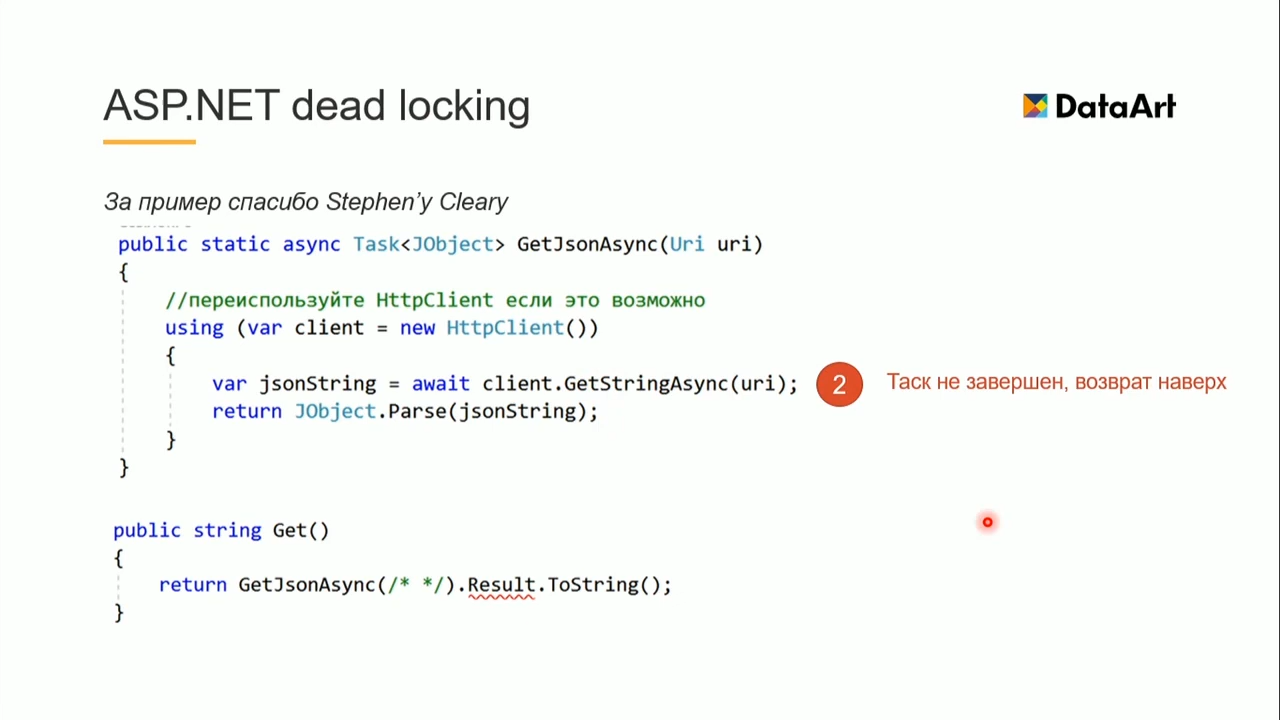 ASP.NET dead locking
DataArt
За пример спасибо Stephen’у Cleary
public static async Task<JObject> GetJsonAsync(Uri uri)
{
//переиспользуйте HttpClient если это возможно
using (var client = new HttpClient())
{
var jsonString = await client.GetStringAsync(uri);
2 Таск не завершен, возврат наверх
return JObject.Parse(jsonString);
}
}
public string Get()
{
return GetJsonAsync(/* */).Result.ToString();
}